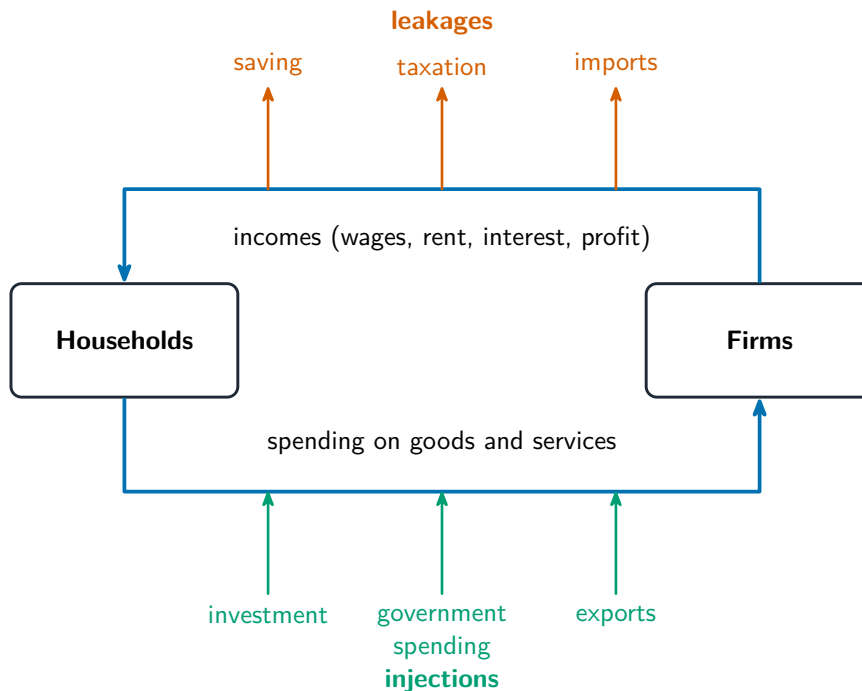 leakages
saving
taxation
imports
incomes (wages, rent, interest, profit)
Households
Firms
spending on goods and services
investment
government
spending
exports
injections